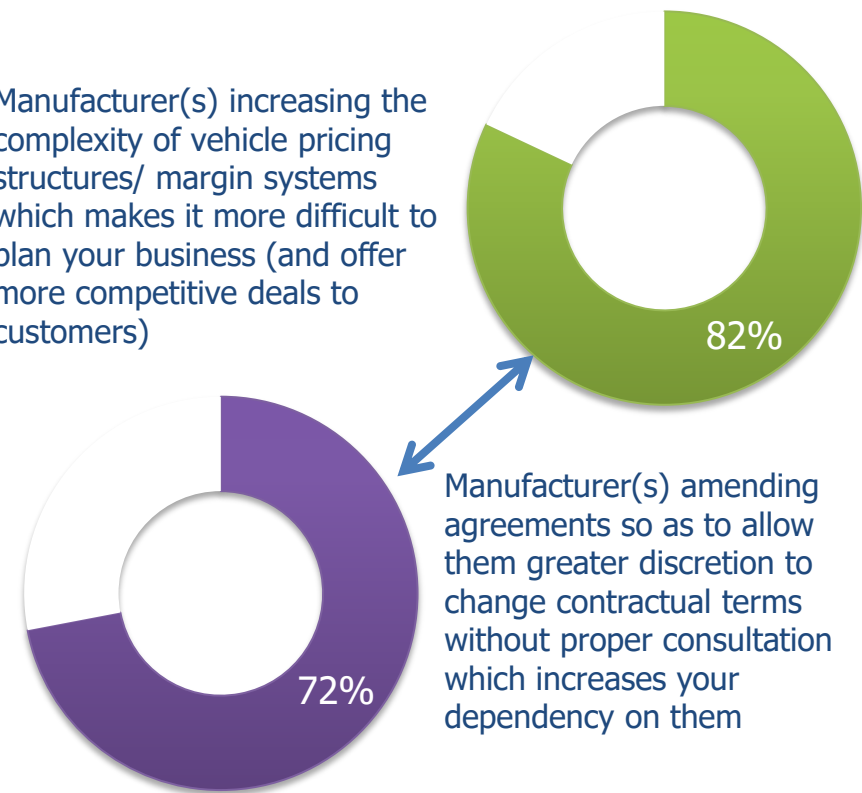 Manufacturer(s) increasing the
complexity of vehicle pricing
structures/ margin systems
which makes it more difficult to
plan your business (and offer
more competitive deals to
customers)
82%
72%
Manufacturer(s) amending
agreements so as to allow
them greater discretion to
change contractual terms
without proper consultation
which increases your
dependency on them